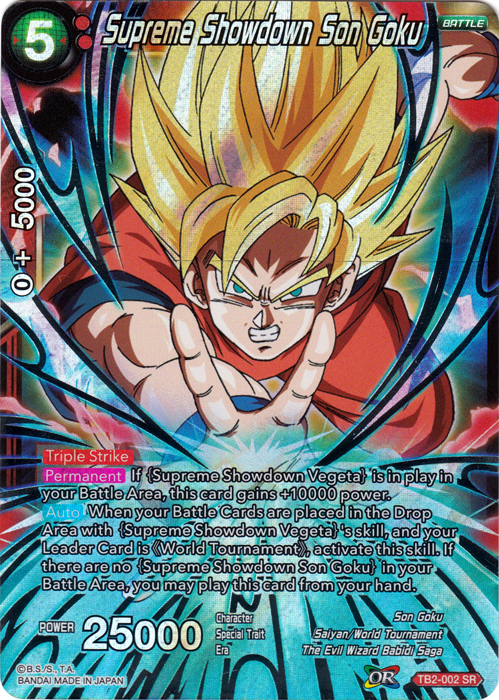 5
Supreme Showdown Son Goku
BATTLE
0 + 5000
Triple Strike
Permanent If {Supreme Showdown Vegeta} is in play in
your Battle Area, this card gains +10000 power.
Auto When your Battle Cards are placed in the Drop
Area with {Supreme Showdown Vegeta}'s skill, and your
Leader Card is 《World Tournament》, activate this skill. If
there are no {Supreme Showdown Son Goku} in your
Battle Area, you may play this card from your hand.
POWER 25000
Character Son Goku
Special Trait Saiyan/World Tournament
Era The Evil Wizard Babidi Saga
©B.S./S., T.A.
BANDAI MADE IN JAPAN
OR
TB2-002 SR